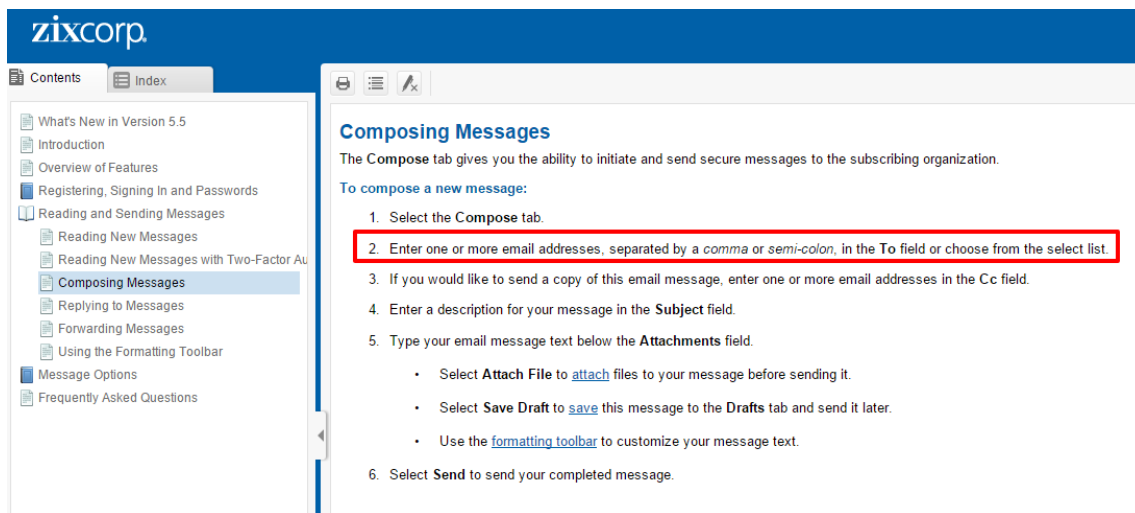 zixcorp.
Contents
Index
What's New in Version 5.5
Introduction
Overview of Features
Registering, Signing In and Passwords
Reading and Sending Messages
Reading New Messages
Reading New Messages with Two-Factor Au
Composing Messages
Replying to Messages
Forwarding Messages
Using the Formatting Toolbar
Message Options
Frequently Asked Questions
Composing Messages
The Compose tab gives you the ability to initiate and send secure messages to the subscribing organization.
To compose a new message:
1. Select the Compose tab.
2. Enter one or more email addresses, separated by a comma or semi-colon, in the To field or choose from the select list.
3. If you would like to send a copy of this email message, enter one or more email addresses in the Cc field.
4. Enter a description for your message in the Subject field.
5. Type your email message text below the Attachments field.
• Select Attach File to attach files to your message before sending it.
• Select Save Draft to save this message to the Drafts tab and send it later.
• Use the formatting toolbar to customize your message text.
6. Select Send to send your completed message.